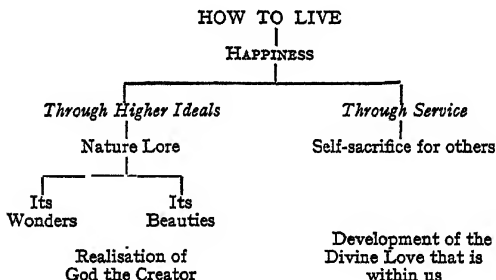 HOW TO LIVE
HAPPINESS
Through Higher Ideals
Through Service
Nature Lore
Self-sacrifice for others
Its
Wonders
Its
Beauties
Realisation of
God the Creator
Development of the
Divine Love that is
within us